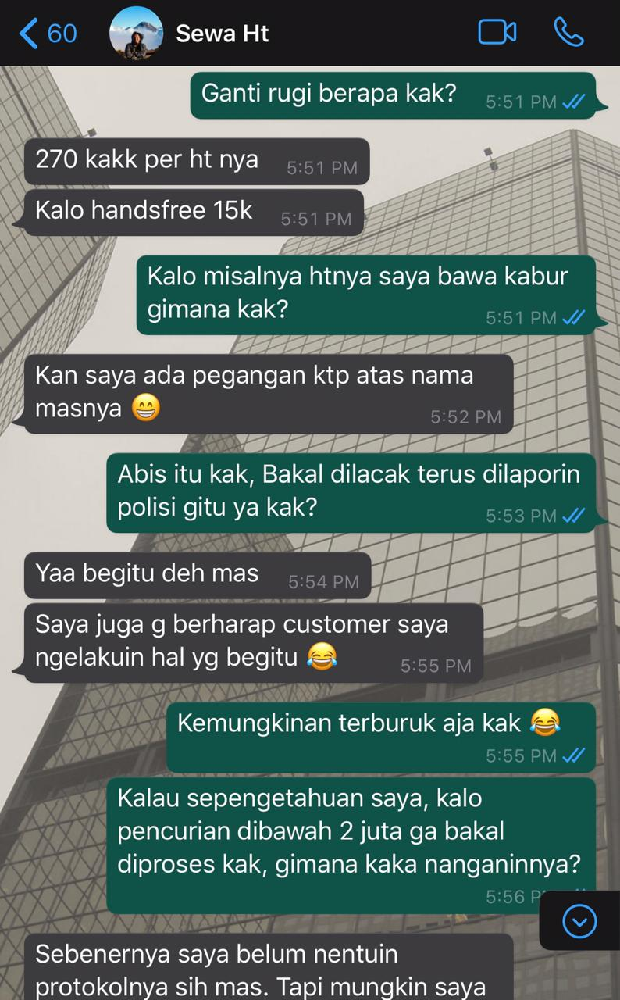 60
Sewa Ht
Ganti rugi berapa kak?
5:51 PM
270 kakk per ht nya
5:51 PM
Kalo handsfree 15k
5:51 PM
Kalo misalnya htnya saya bawa kabur
gimana kak?
5:51 PM
Kan saya ada pegangan ktp atas nama
masnya 😁
5:52 PM
Abis itu kak, Bakal dilacak terus dilaporin
polisi gitu ya kak?
5:53 PM
Yaa begitu deh mas
5:54 PM
Saya juga g berharap customer saya
ngelakuin hal yg begitu 😂
5:55 PM
Kemungkinan terburuk aja kak 😂
5:55 PM
Kalau sepengetahuan saya, kalo
pencurian dibawah 2 juta ga bakal
diproses kak, gimana kaka nanganinnya?
5:56
Sebenernya saya belum nentuin
protokolnya sih mas. Tapi mungkin saya